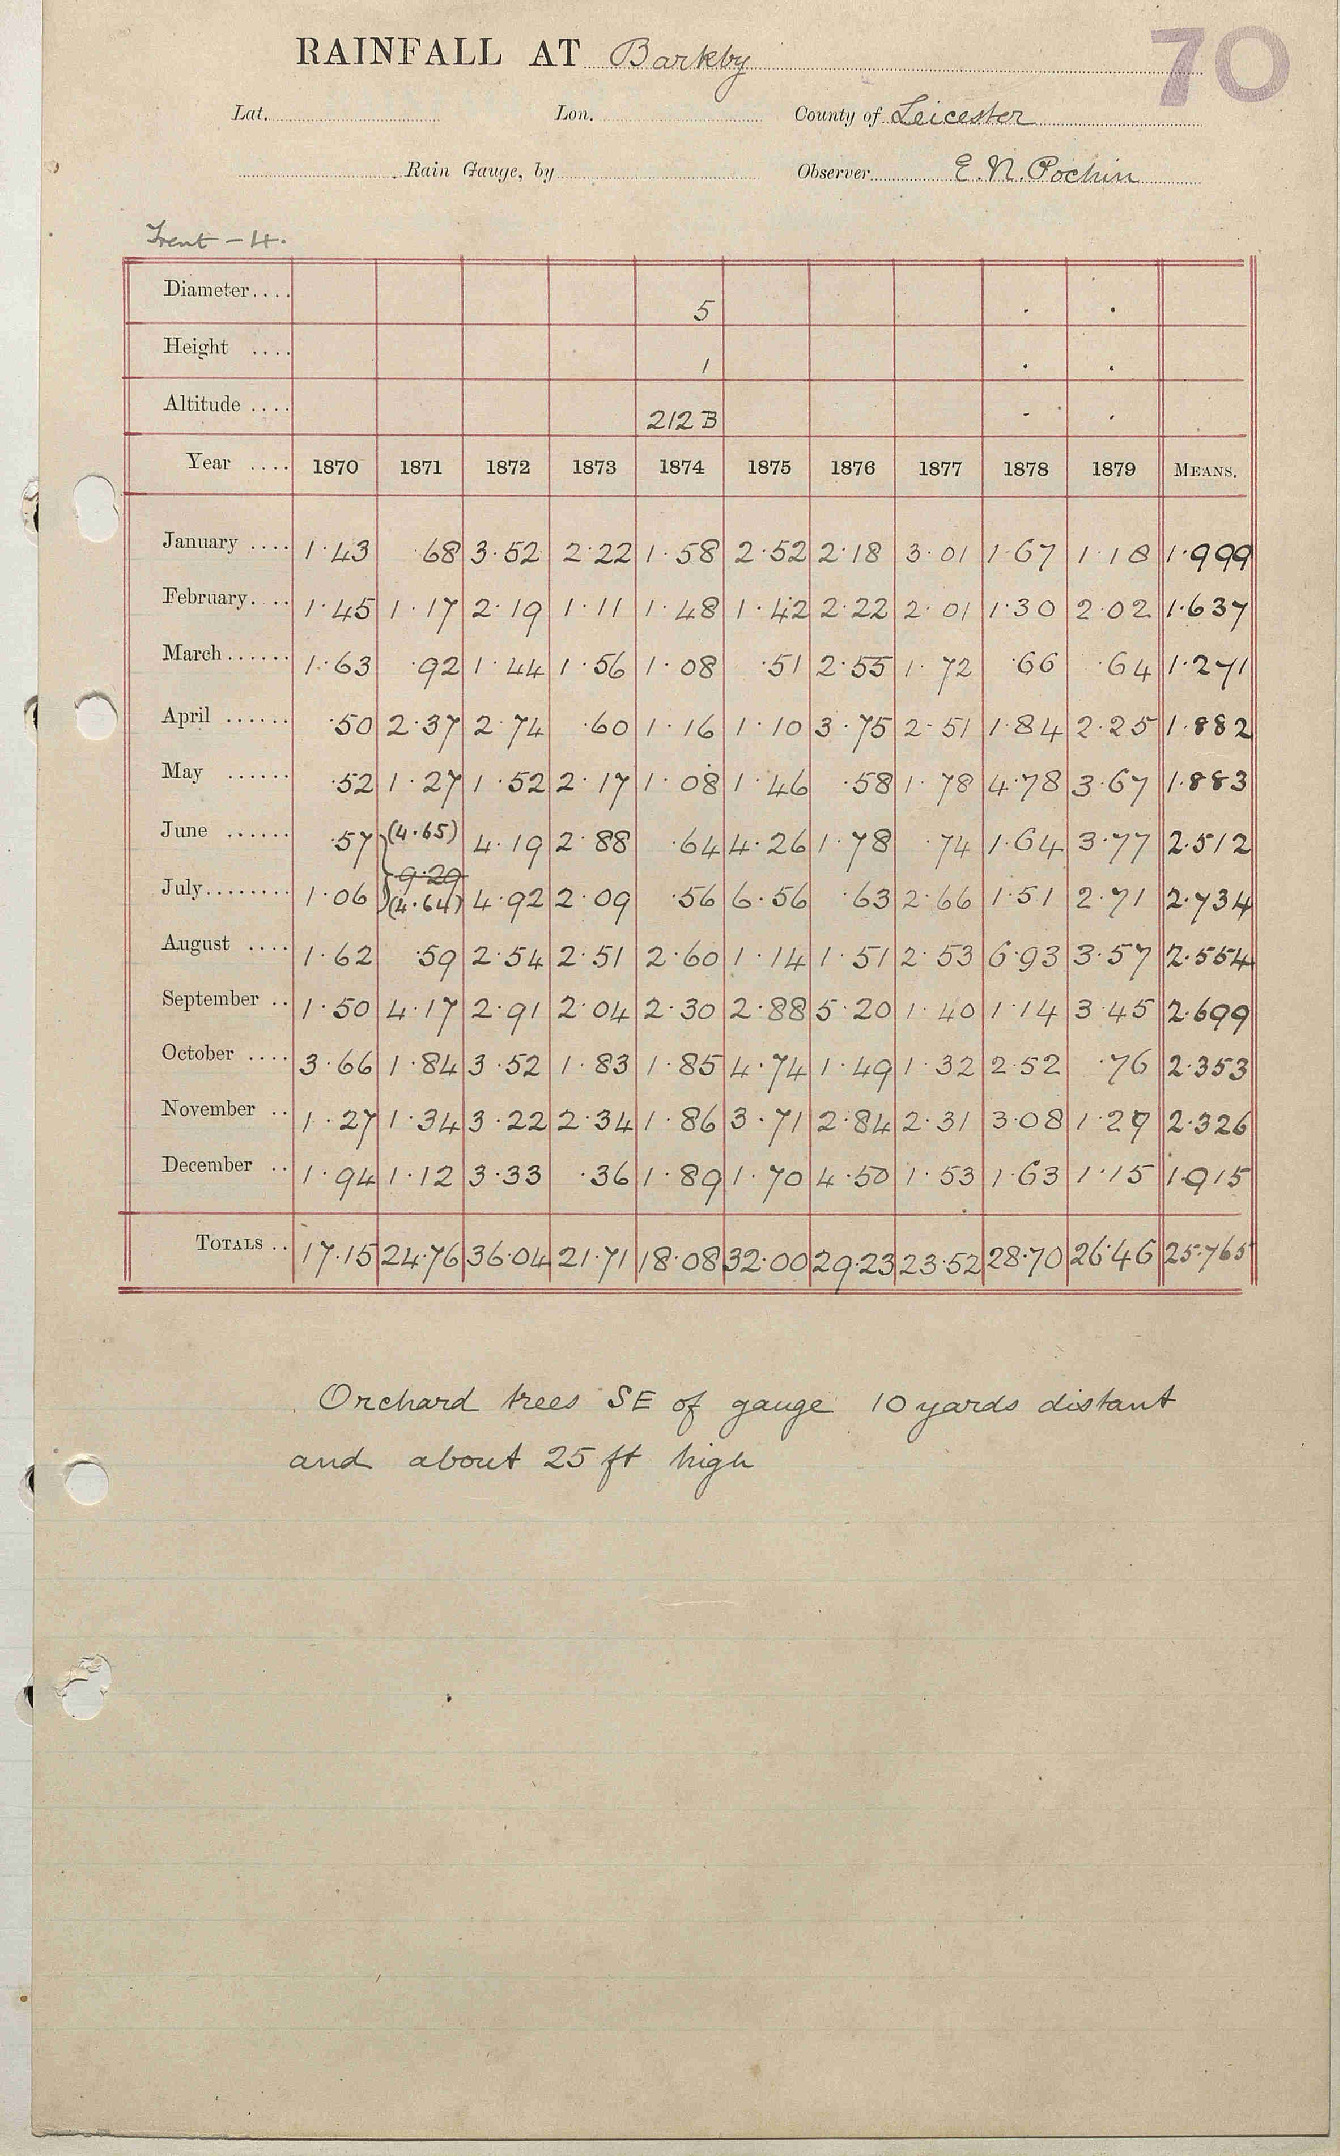 70
RAINFALL AT Barkby
Lat. Lon. County of Leicester
Rain Gauge, by Observer E. N. Pochin
Trent - 4.
Diameter.... 5 . .
Height .... 1 . .
Altitude .... 212 B . .
Year .... 1870 1871 1872 1873 1874 1875 1876 1877 1878 1879 MEANS.
January .... 1.43 .68 3.52 2.22 1.58 2.52 2.18 3.01 1.67 1.18 1.999
February.... 1.45 1.17 2.19 1.11 1.48 1.42 2.22 2.01 1.30 2.02 1.637
March...... 1.63 .92 1.44 1.56 1.08 .51 2.55 1.72 .66 .64 1.271
April ...... .50 2.37 2.74 .60 1.16 1.10 3.75 2.51 1.84 2.25 1.882
May ...... .52 1.27 1.52 2.17 1.08 1.46 .58 1.78 4.78 3.67 1.883
June ...... .57 (4.65) 4.19 2.88 .64 4.26 1.78 .74 1.64 3.77 2.512
9.29
July........ 1.06 (4.64) 4.92 2.09 .56 6.56 .63 2.66 1.51 2.71 2.734
August .... 1.62 .59 2.54 2.51 2.60 1.14 1.51 2.53 6.93 3.57 2.554
September .. 1.50 4.17 2.91 2.04 2.30 2.88 5.20 1.40 1.14 3.45 2.699
October .... 3.66 1.84 3.52 1.83 1.85 4.74 1.49 1.32 2.52 .76 2.353
November .. 1.27 1.34 3.22 2.34 1.86 3.71 2.84 2.31 3.08 1.29 2.326
December .. 1.94 1.12 3.33 .36 1.89 1.70 4.50 1.53 1.63 1.15 1.915
TOTALS .. 17.15 24.76 36.04 21.71 18.08 32.00 29.23 23.52 28.70 26.46 25.765
Orchard trees SE of gauge 10 yards distant
and about 25 ft high